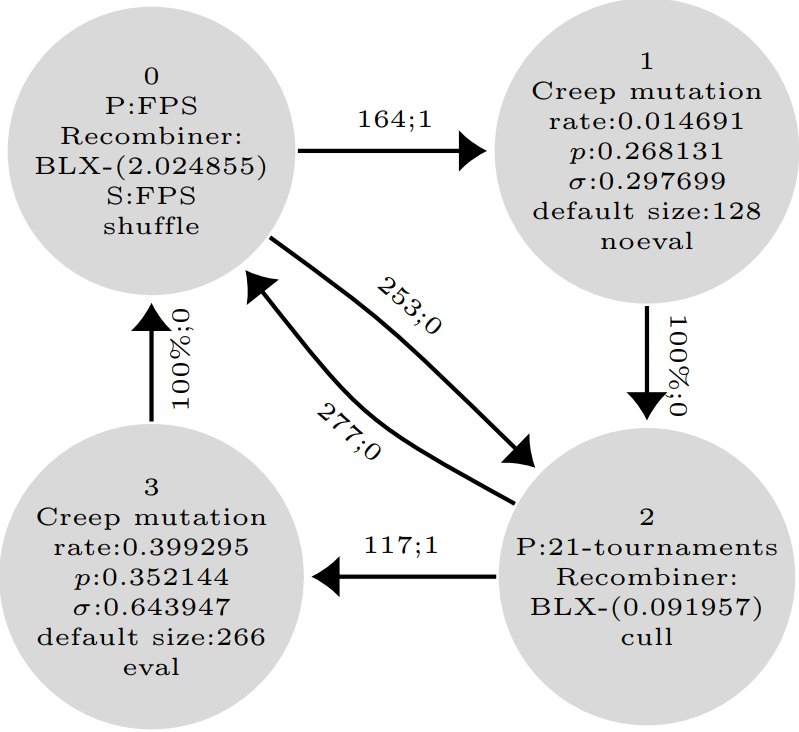 0
P:FPS
Recombiner:
BLX-(2.024855)
S:FPS
shuffle
164;1
1
Creep mutation
rate:0.014691
p:0.268131
σ:0.297699
default size:128
noeval
253;0
277;0
100%;0
100%;0
3
Creep mutation
rate:0.399295
p:0.352144
σ:0.643947
default size:266
eval
117;1
2
P:21-tournaments
Recombiner:
BLX-(0.091957)
cull